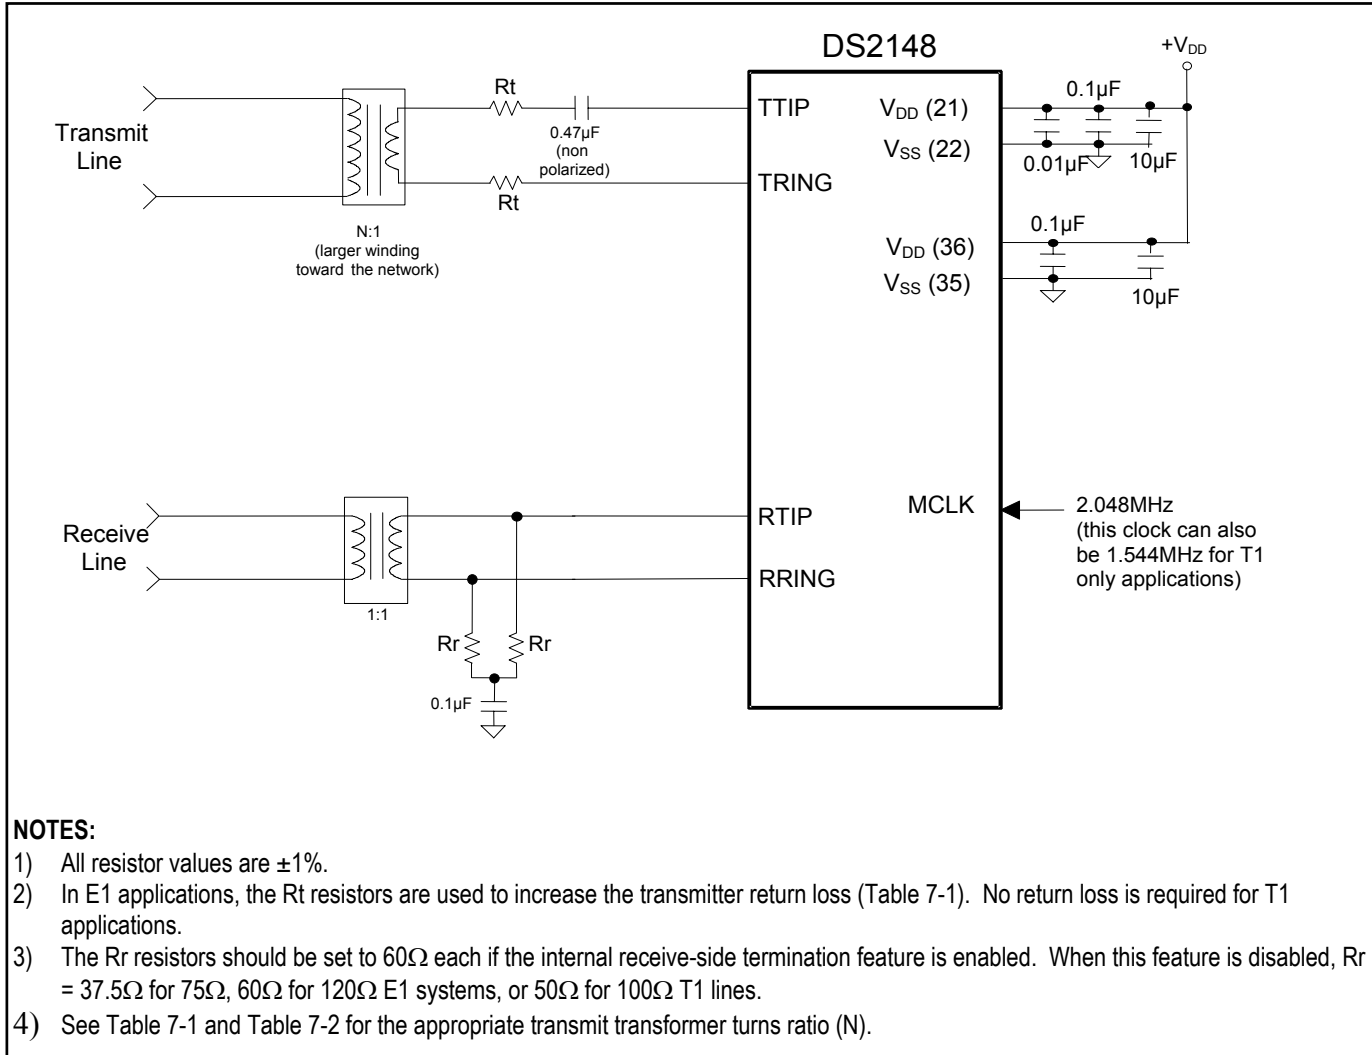 DS2148
+VDD
Transmit
Line
Rt
0.47µF
(non
polarized)
Rt
N:1
(larger winding
toward the network)
TTIP
TRING
VDD (21)
VSS (22)
0.1µF
0.01µF
10µF
VDD (36)
VSS (35)
0.1µF
10µF
Receive
Line
1:1
RTIP
RRING
MCLK
2.048MHz
(this clock can also
be 1.544MHz for T1
only applications)
Rr
Rr
0.1µF
NOTES:
1) All resistor values are ±1%.
2) In E1 applications, the Rt resistors are used to increase the transmitter return loss (Table 7-1). No return loss is required for T1
applications.
3) The Rr resistors should be set to 60Ω each if the internal receive-side termination feature is enabled. When this feature is disabled, Rr
= 37.5Ω for 75Ω, 60Ω for 120Ω E1 systems, or 50Ω for 100Ω T1 lines.
4) See Table 7-1 and Table 7-2 for the appropriate transmit transformer turns ratio (N).